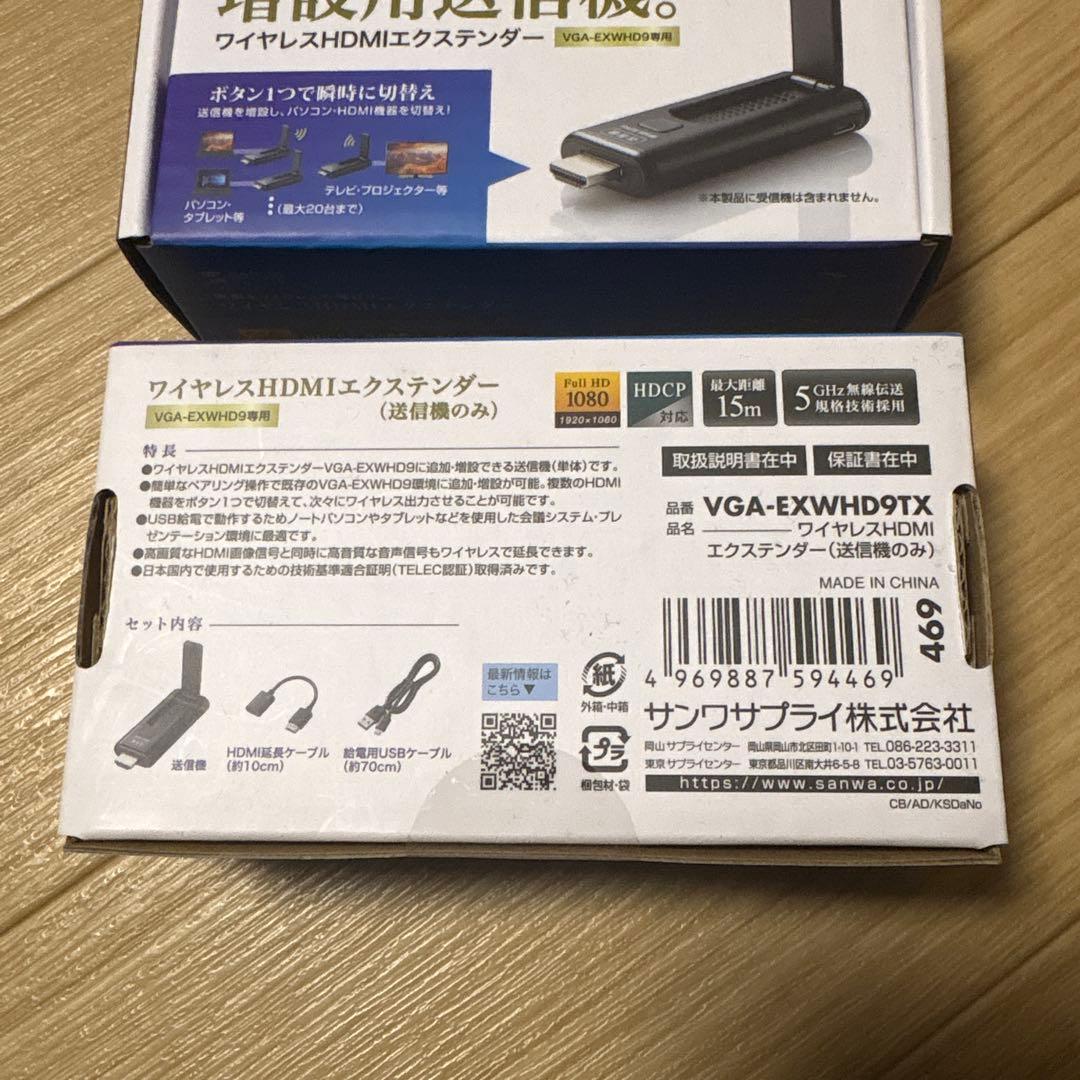 増設用送信機。
ワイヤレスHDMIエクステンダー VGA-EXWHD9専用
ボタン1つで瞬時に切替え
送信機を増設し、パソコン・HDMI機器を切替え!
パソコン・
タブレット等
(最大20台まで)
テレビ・プロジェクター等
※本製品に受信機は含まれません。
ワイヤレスHDMIエクステンダー
(送信機のみ)
VGA-EXWHD9専用
Full HD
1080
1920×1080
HDCP
対応
最大距離
15m
5GHz無線伝送
規格技術採用
特長
●ワイヤレスHDMIエクステンダーVGA-EXWHD9に追加・増設できる送信機(単体)です。
●簡単なペアリング操作で既存のVGA-EXWHD9環境に追加・増設が可能。複数のHDMI
機器をボタン1つで切替えて、次々にワイヤレス出力させることが可能です。
●USB給電で動作するためノートパソコンやタブレットなどを使用した会議システム・プレ
ゼンテーション環境に最適です。
●高画質なHDMI画像信号と同時に高音質な音声信号もワイヤレスで延長できます。
●日本国内で使用するための技術基準適合証明(TELEC認証)取得済みです。
取扱説明書在中
保証書在中
品番 VGA-EXWHD9TX
品名 ワイヤレスHDMI
エクステンダー(送信機のみ)
MADE IN CHINA
セット内容
送信機
HDMI延長ケーブル
(約10cm)
給電用USBケーブル
(約70cm)
最新情報は
こちら▼
紙
外箱・中箱
プラ
梱包材・袋
469
4 969887 594469
サンワサプライ株式会社
岡山サプライセンター 岡山県岡山市北区田町1-10-1 TEL.086-223-3311
東京サプライセンター 東京都品川区南大井6-5-8 TEL.03-5763-0011
https://www.sanwa.co.jp/
CB/AD/KSDaNo